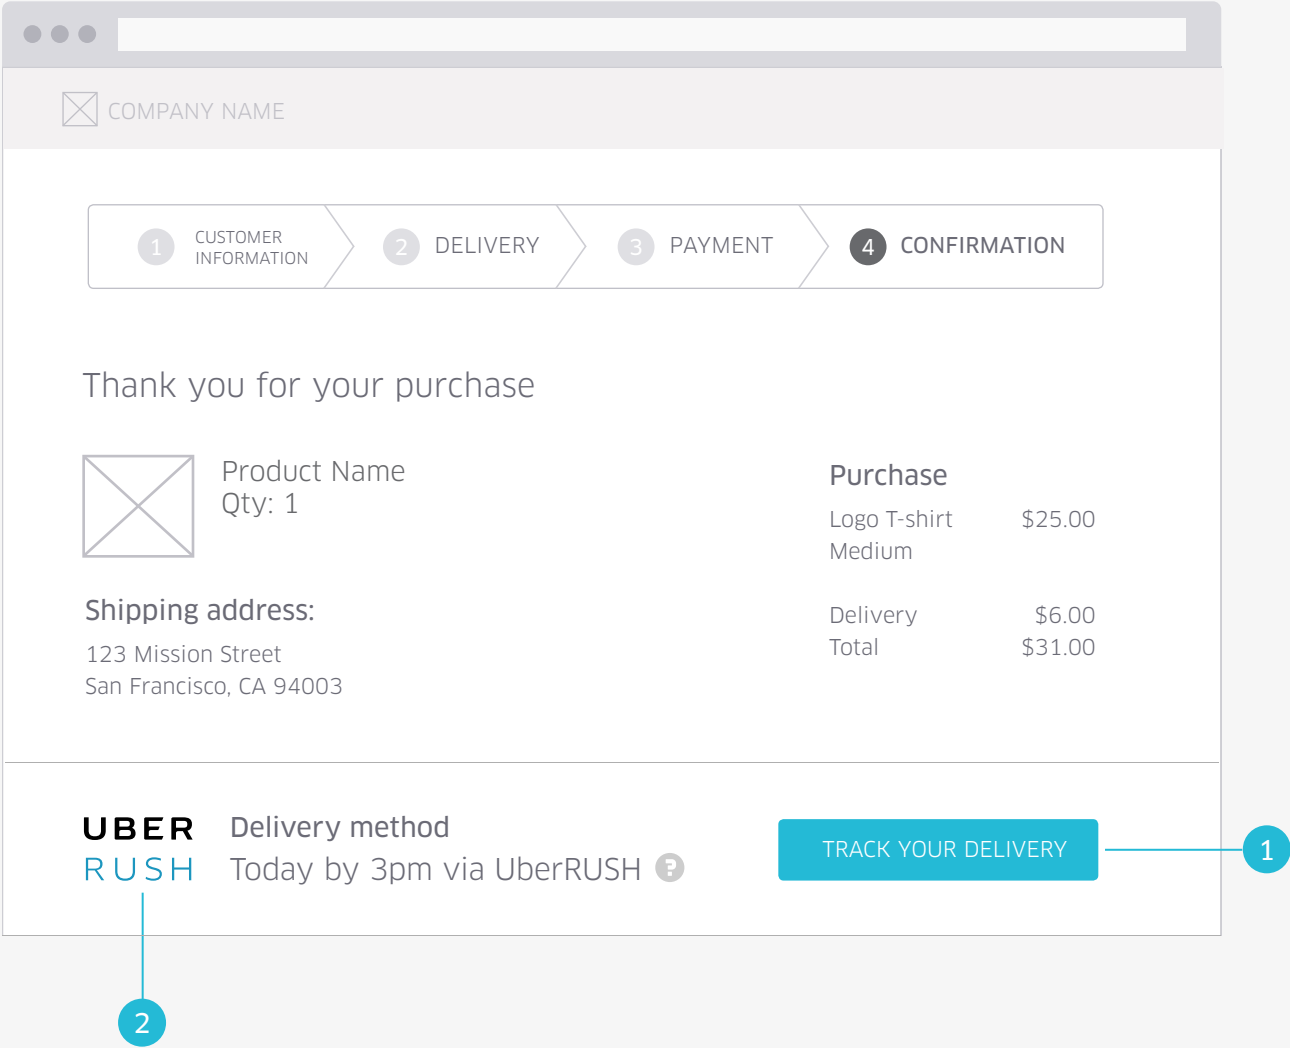 COMPANY NAME
1 CUSTOMER INFORMATION
2 DELIVERY
3 PAYMENT
4 CONFIRMATION
Thank you for your purchase
Product Name
Qty: 1
Shipping address:
123 Mission Street
San Francisco, CA 94003
Purchase
Logo T-shirt $25.00
Medium
Delivery $6.00
Total $31.00
UBER
RUSH
Delivery method
Today by 3pm via UberRUSH ?
TRACK YOUR DELIVERY
1
2